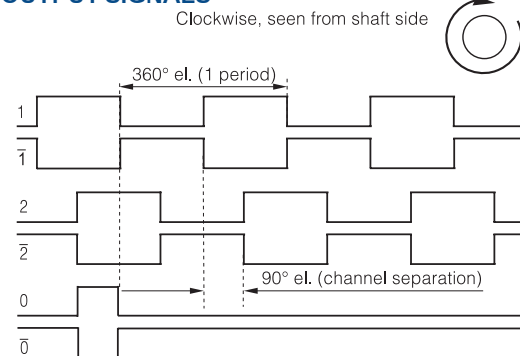 OUTPUT SIGNALS
Clockwise, seen from shaft side
360° el. (1 period)
1
1̅
2
2̅
90° el. (channel separation)
0
0̅